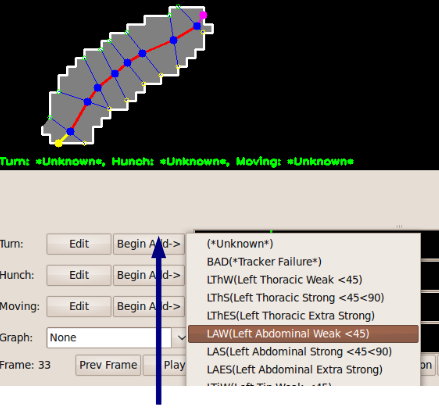 Turn: *Unknown*, Hunch: *Unknown*, Moving: *Unknown*
Turn: Edit Begin Add->
(*Unknown*)
BAD(*Tracker Failure*)
Hunch: Edit Begin Add->
LThW(Left Thoracic Weak <45)
LThS(Left Thoracic Strong <45<90)
Moving: Edit Begin Add->
LThES(Left Thoracic Extra Strong)
Graph: None
LAW(Left Abdominal Weak <45)
LAS(Left Abdominal Strong <45<90)
Frame: 33 Prev Frame Play
LAES(Left Abdominal Extra Strong)